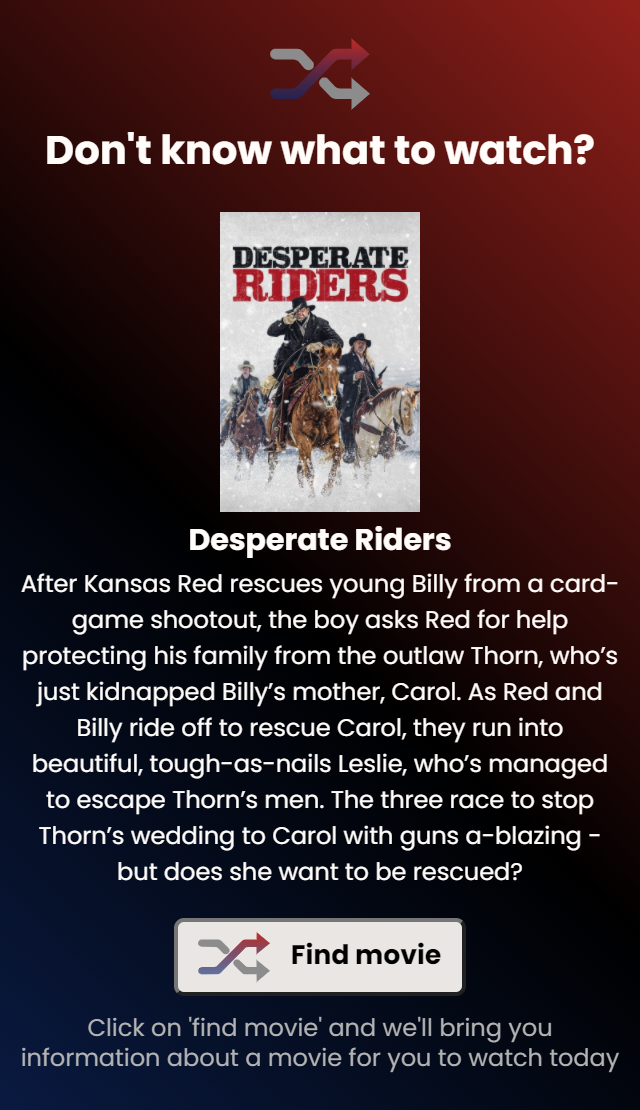 Don't know what to watch?
DESPERATE
RIDERS
Desperate Riders
After Kansas Red rescues young Billy from a card-
game shootout, the boy asks Red for help
protecting his family from the outlaw Thorn, who’s
just kidnapped Billy’s mother, Carol. As Red and
Billy ride off to rescue Carol, they run into
beautiful, tough-as-nails Leslie, who’s managed
to escape Thorn’s men. The three race to stop
Thorn’s wedding to Carol with guns a-blazing -
but does she want to be rescued?
Find movie
Click on 'find movie' and we'll bring you
information about a movie for you to watch today